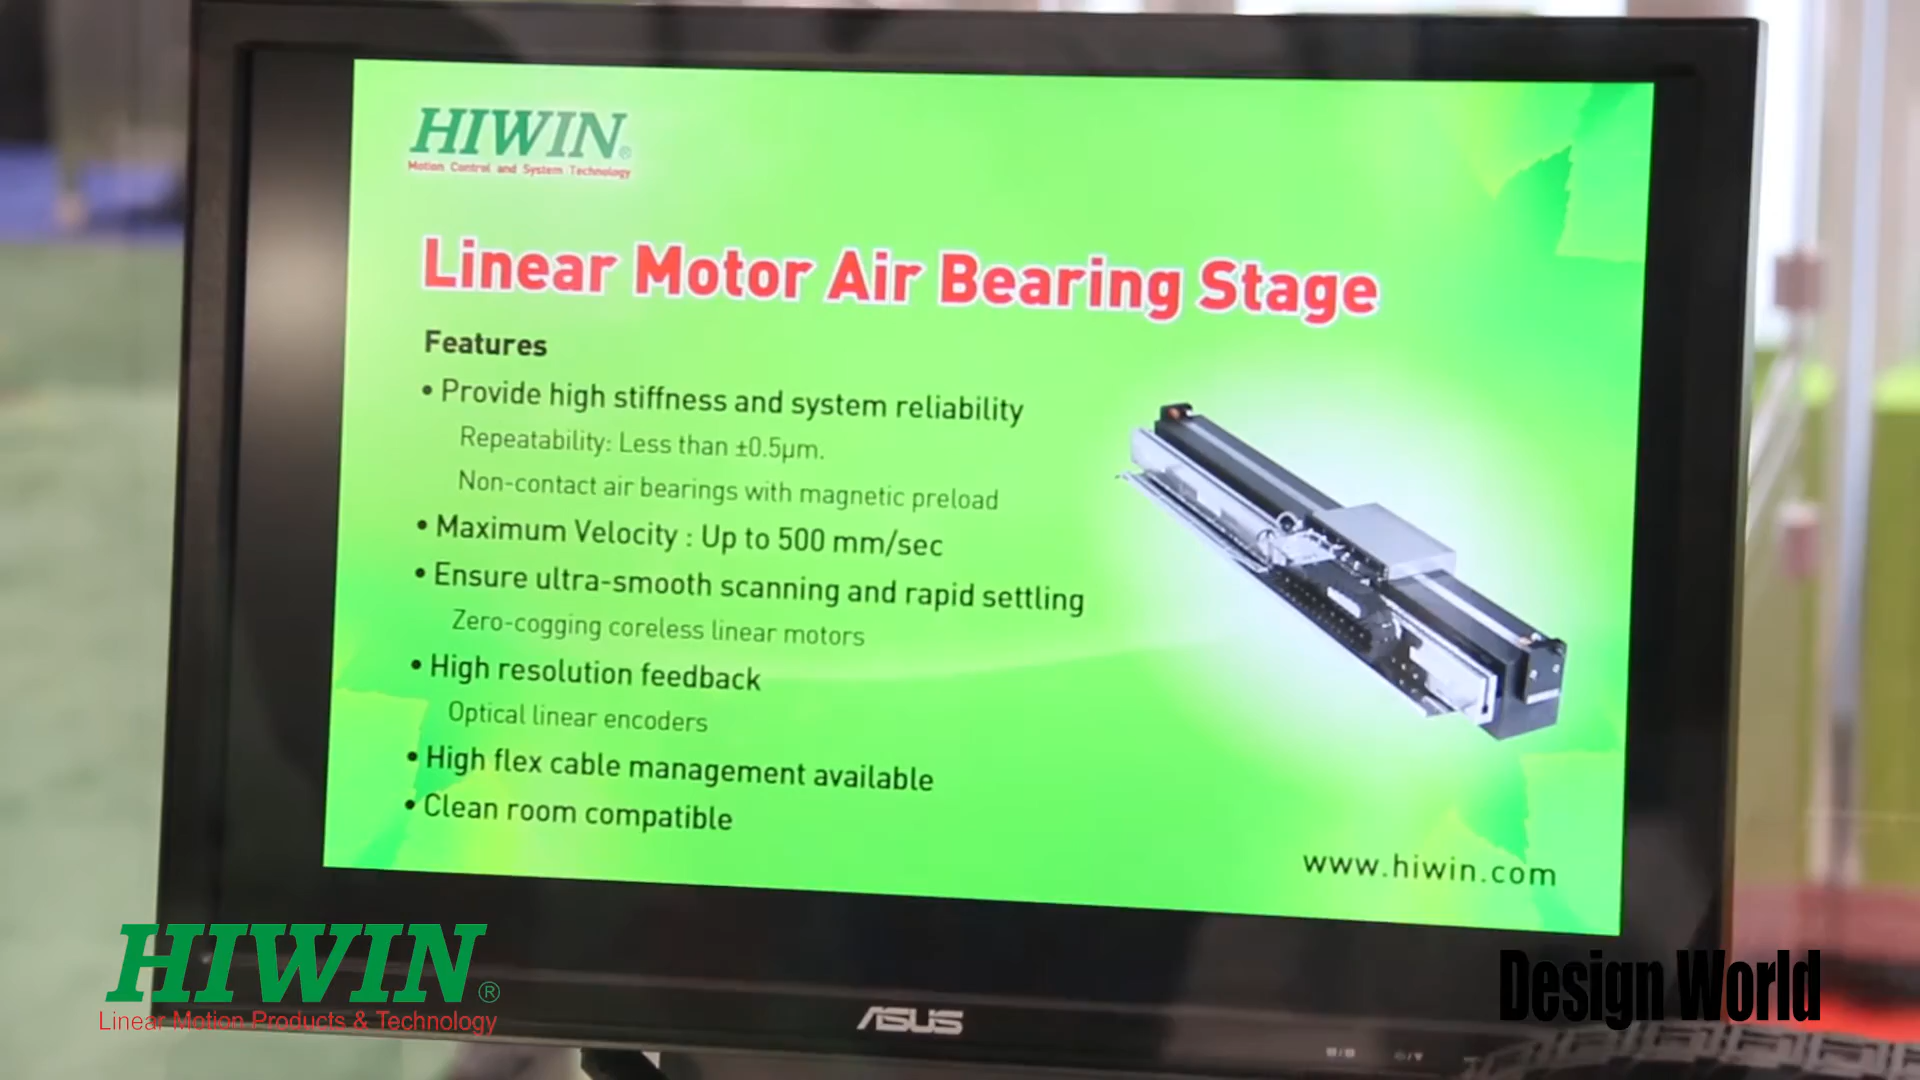 HIWIN®
Motion Control and System Technology
Linear Motor Air Bearing Stage
Features
• Provide high stiffness and system reliability
Repeatability: Less than ±0.5µm.
Non-contact air bearings with magnetic preload
• Maximum Velocity : Up to 500 mm/sec
• Ensure ultra-smooth scanning and rapid settling
Zero-cogging coreless linear motors
• High resolution feedback
Optical linear encoders
• High flex cable management available
• Clean room compatible
www.hiwin.com
HIWIN®
Linear Motion Products & Technology
ASUS
Design World